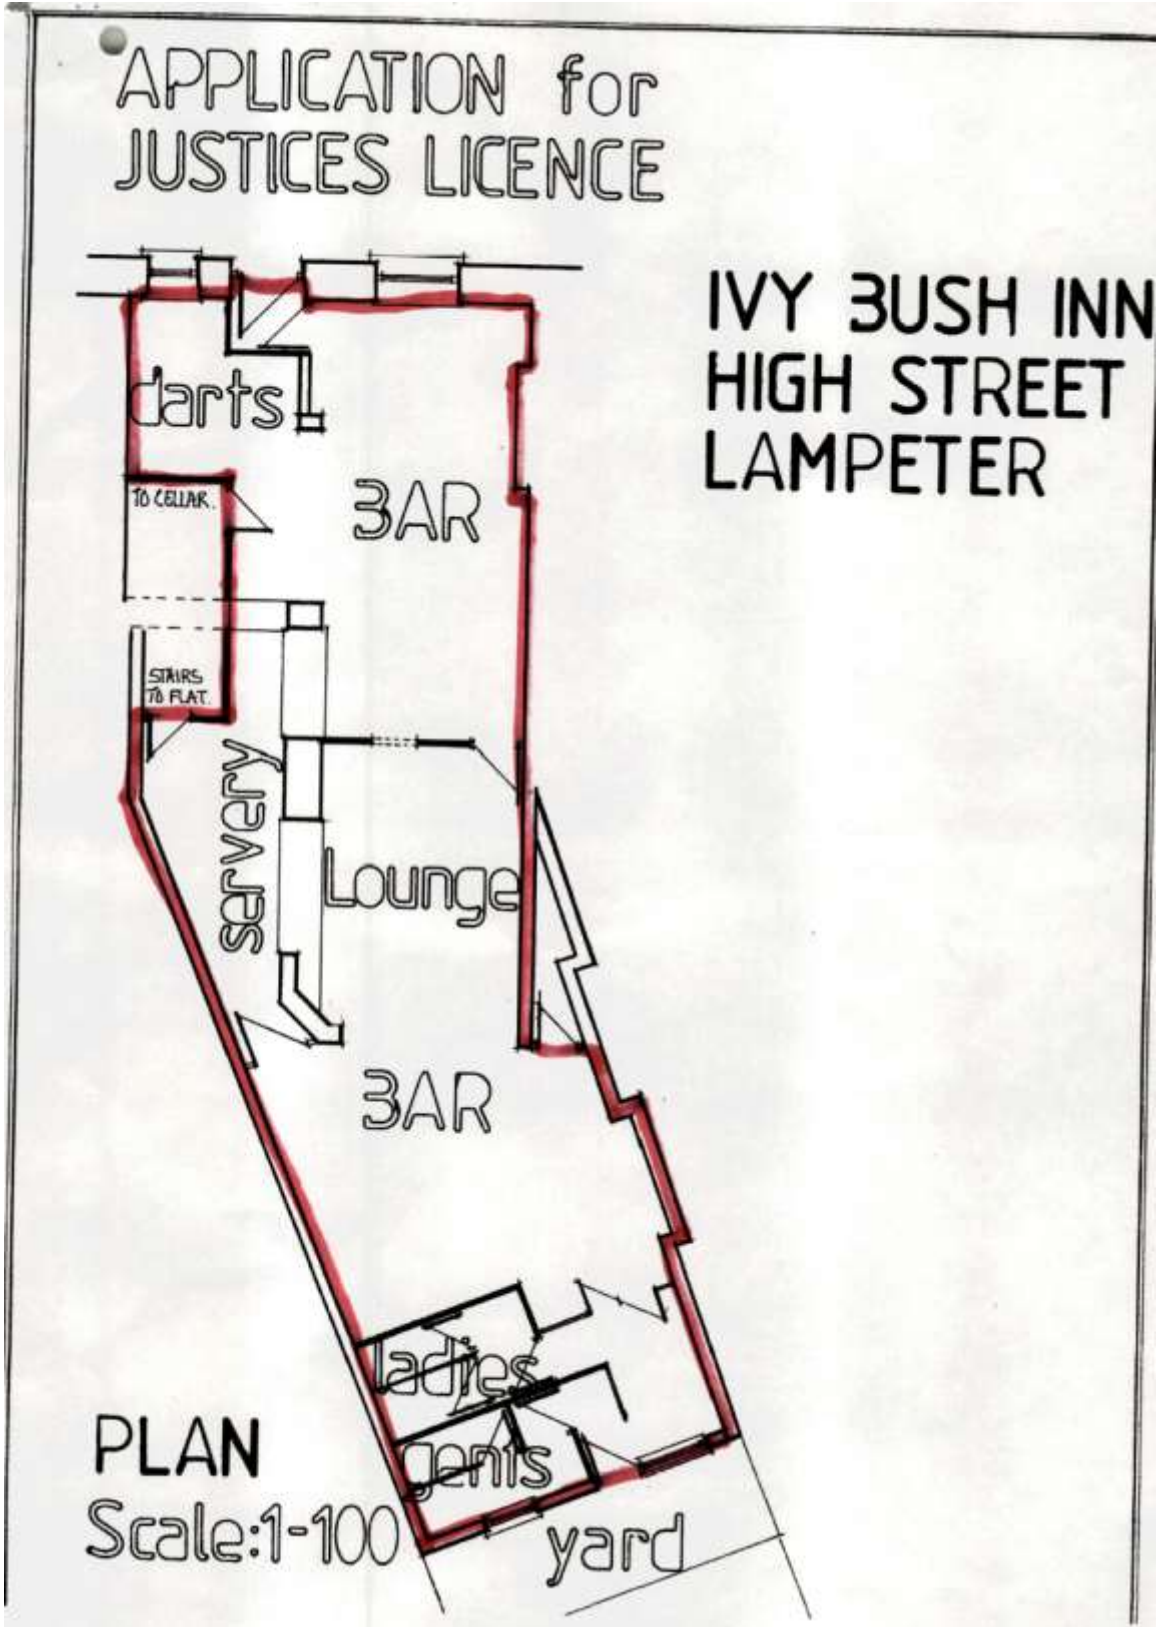 APPLICATION for
JUSTICES LICENCE
IVY BUSH INN
HIGH STREET
LAMPETER
darts
TO CELLAR.
BAR
STAIRS
TO FLAT.
servery
Lounge
BAR
ladies
gents
PLAN
Scale:1-100
yard